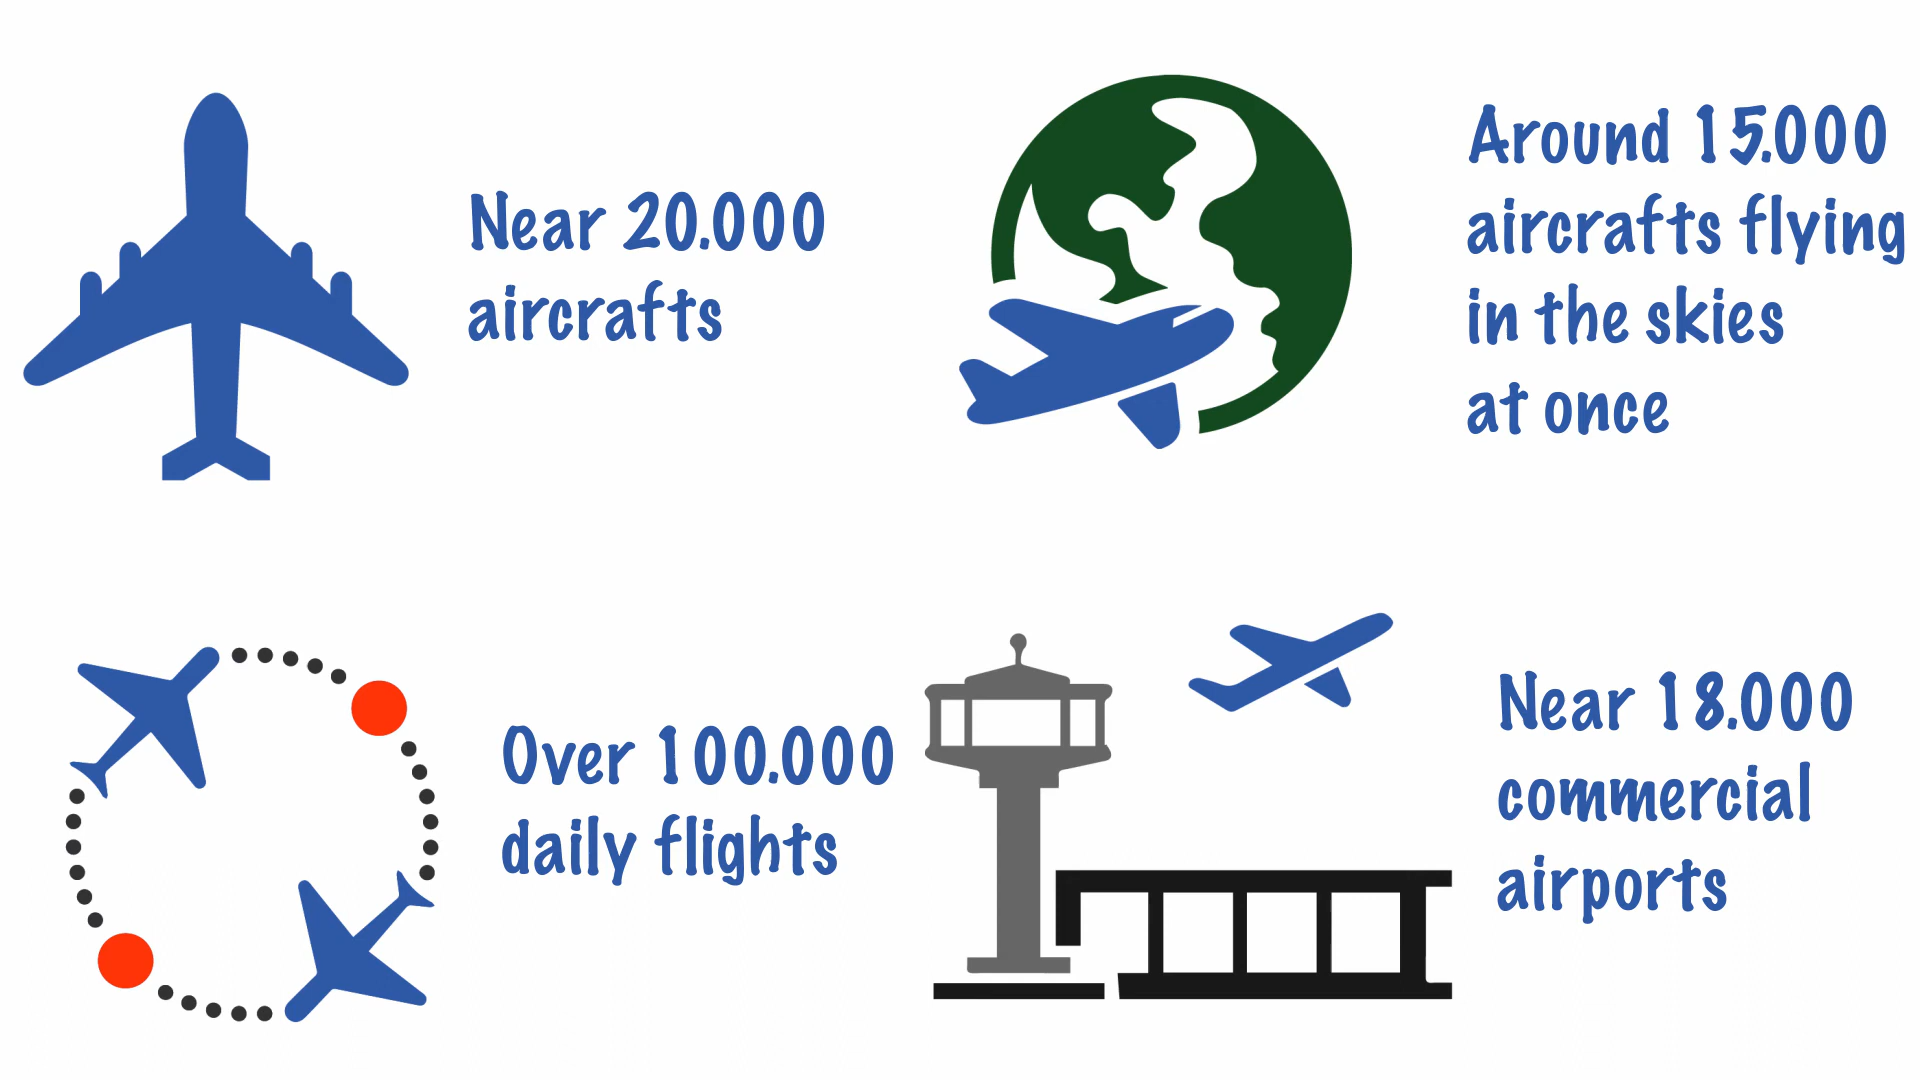 Near 20.000
aircrafts
Around 15.000
aircrafts flying
in the skies
at once
Over 100.000
daily flights
Near 18.000
commercial
airports